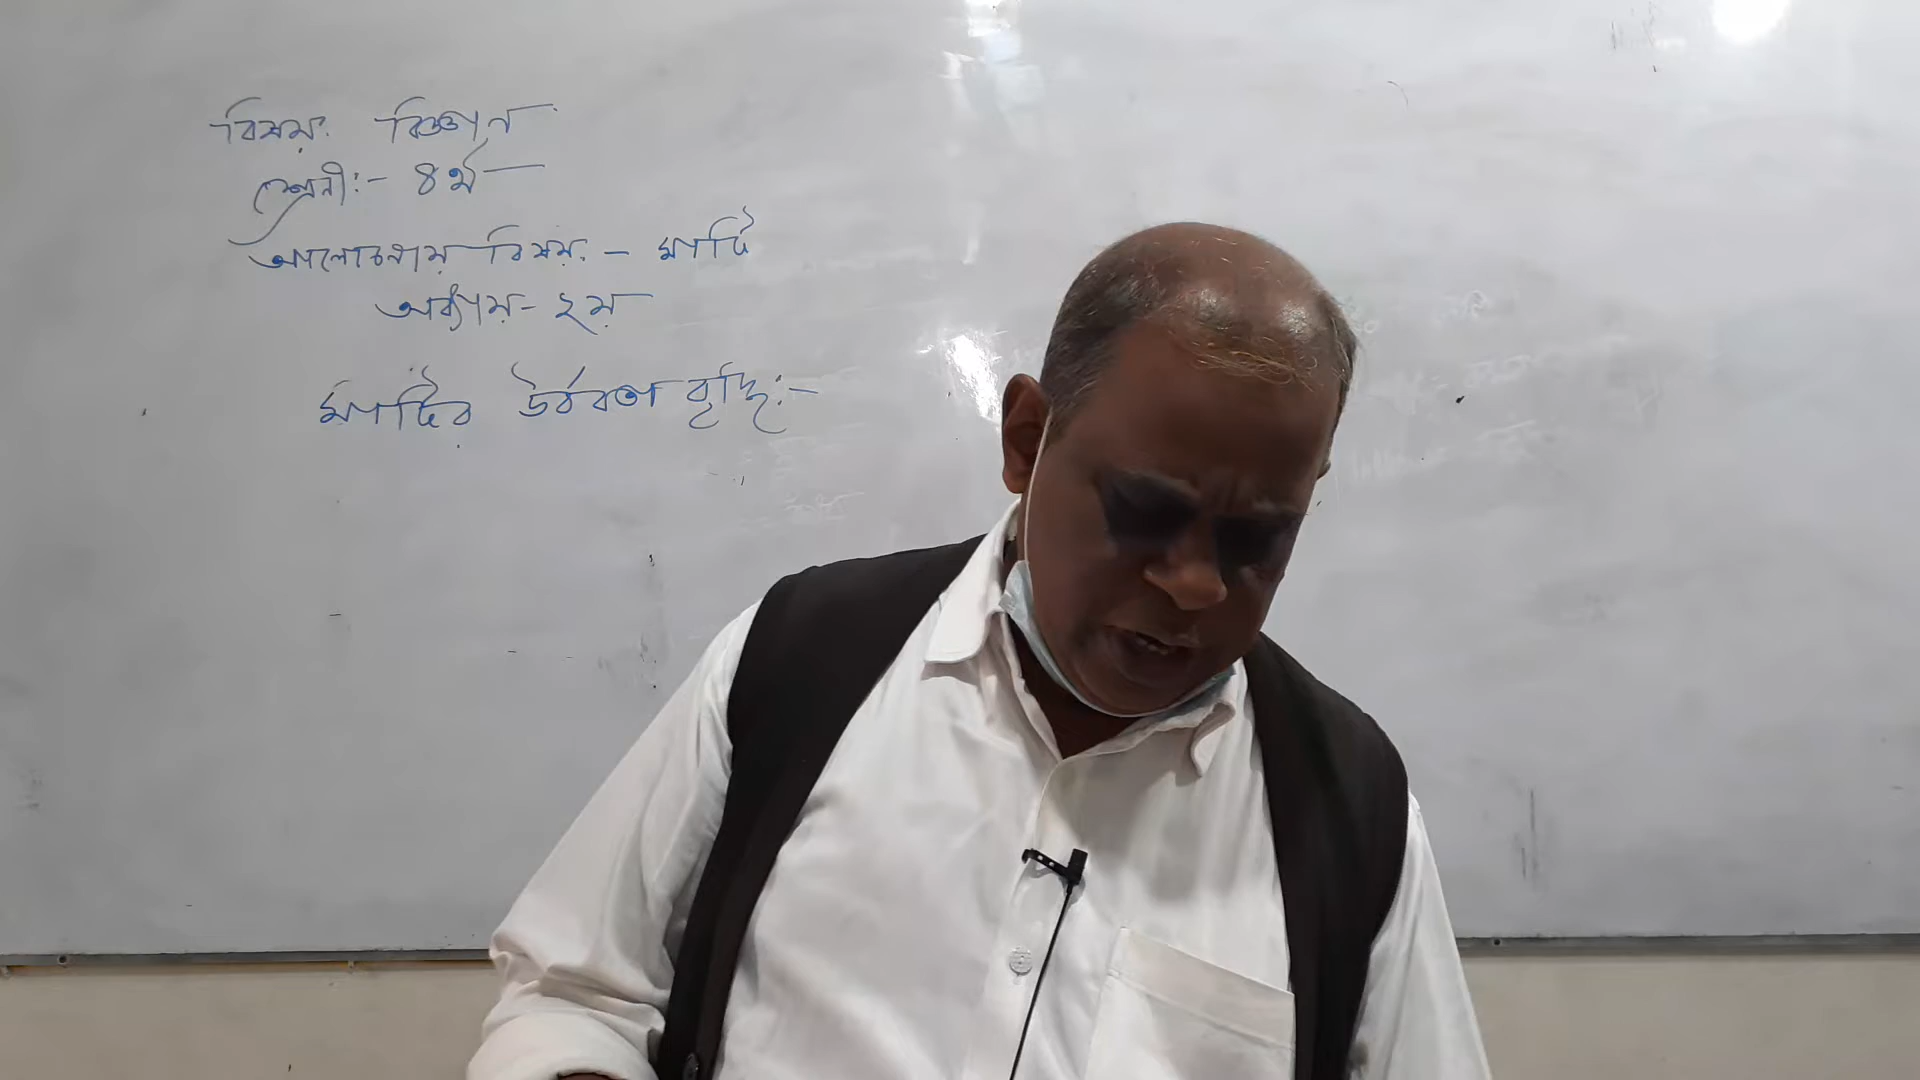 বিষয়: বিজ্ঞান
শ্রেনী:- ৪র্থ
আলোচনায় বিষয়: - মাটি
অধ্যায়- ২য়
মাটির উর্বরতা বৃদ্ধি:-